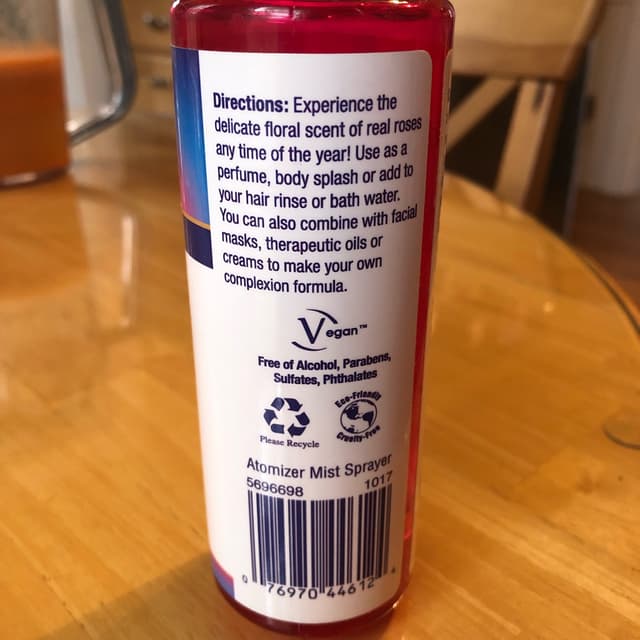 Directions: Experience the
delicate floral scent of real roses
any time of the year! Use as a
perfume, body splash or add to
your hair rinse or bath water.
You can also combine with facial
masks, therapeutic oils or
creams to make your own
complexion formula.
Vegan™
Free of Alcohol, Parabens,
Sulfates, Phthalates
Please Recycle
Eco-Friendly
Cruelty-Free
Atomizer Mist Sprayer
5696698 1017
0 76970 44612 4